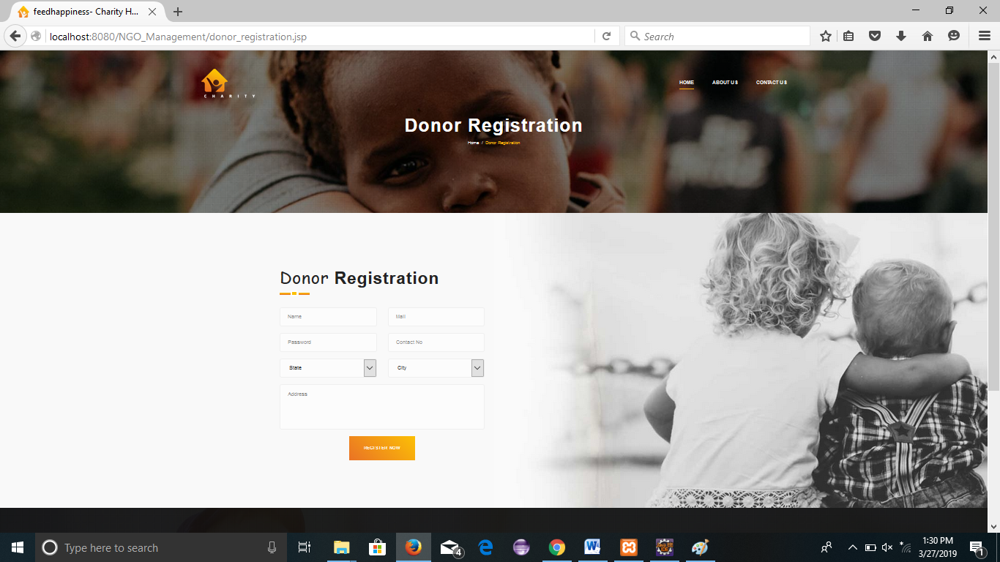 feedhappiness- Charity H...
localhost:8080/NGO_Management/donor_registration.jsp
Search
CHARITY
HOME ABOUT US CONTACT US
Donor Registration
Home / Donor Registration
Donor Registration
Name Mail
Password Contact No
State City
Address
REGISTER NOW
Type here to search
4
1:30 PM
3/27/2019
1